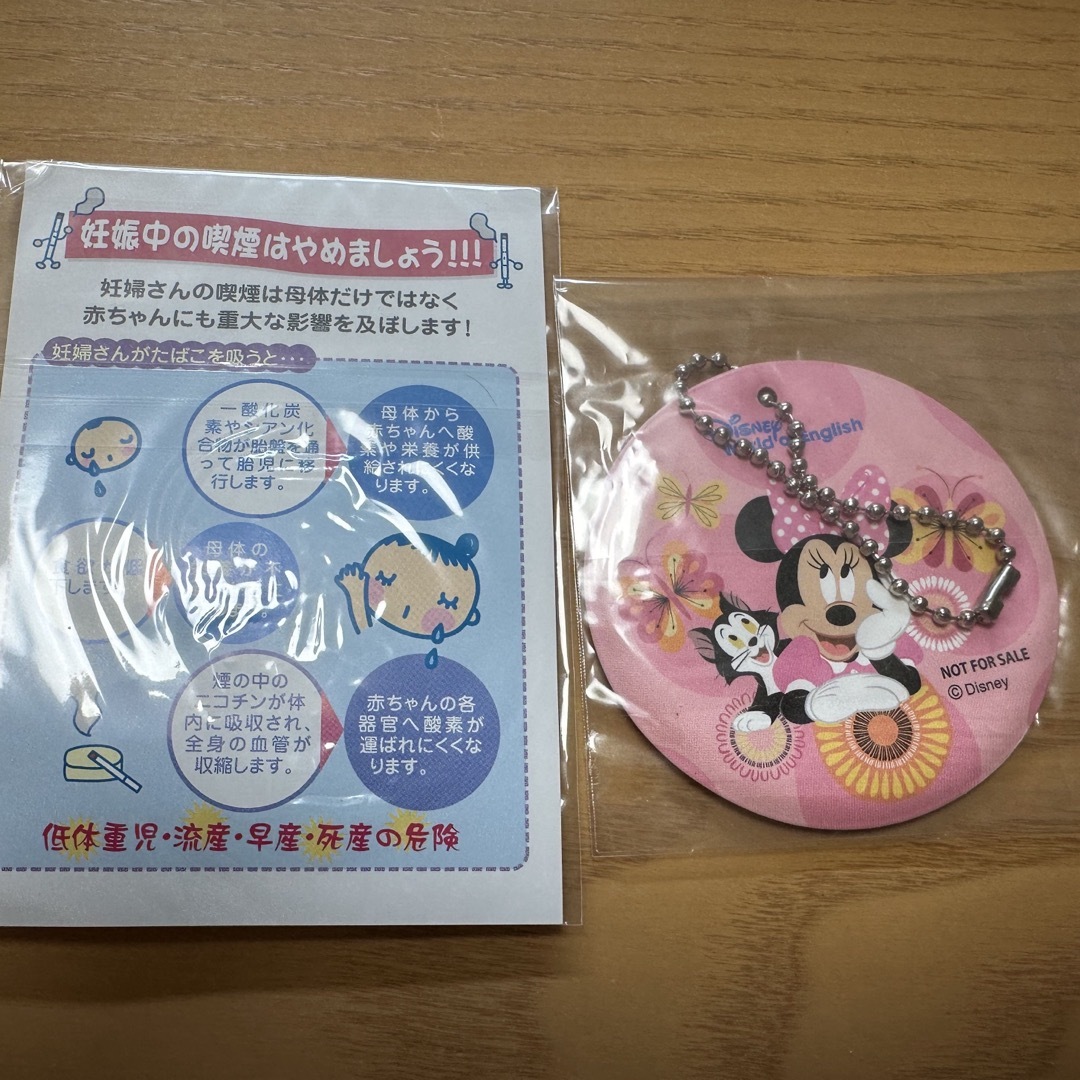 妊娠中の喫煙はやめましょう!!!
妊婦さんの喫煙は母体だけではなく
赤ちゃんにも重大な影響を及ぼします!
妊婦さんがたばこを吸うと・・・
一酸化炭
素やシアン化
合物が胎盤を通
って胎児に移
行します。
母体から
赤ちゃんへ酸
素や栄養が供
給されにくくな
ります。
母体の
煙の中の
ニコチンが体
内に吸収され、
全身の血管が
収縮します。
赤ちゃんの各
器官へ酸素が
運ばれにくくな
ります。
低体重児・流産・早産・死産の危険
DISNEY
World of English
NOT FOR SALE
© Disney